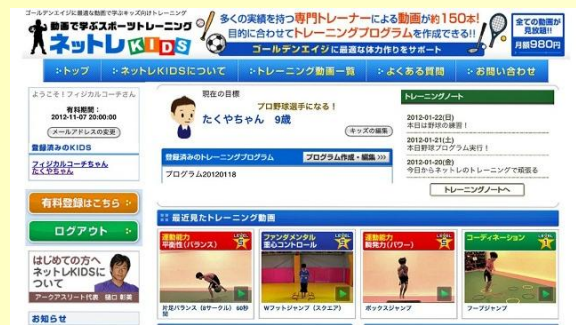 ゴールデンエイジに最適な動画で学ぶキッズ向けトレーニング
動画で学ぶスポーツトレーニング
ネットレKIDS
多くの実績を持つ専門トレーナーによる動画が約150本!
目的に合わせてトレーニングプログラムを作成できる!!
ゴールデンエイジに最適な体力作りをサポート
全ての動画が
見放題!!
月額980円
トップ
ネットレKIDSについて
トレーニング動画一覧
よくある質問
お問い合わせ
ようこそ!フィジカルコーチさん
有料期間:
2012-11-07 20:00:00
メールアドレスの変更
登録済みのKIDS
フィジカルコーチちゃん
たくやちゃん
有料登録はこちら
ログアウト
はじめての方へ
ネットレKIDSに
ついて
アークアスリート代表 樋口 彰美
お知らせ
現在の目標
プロ野球選手になる!
たくやちゃん 9歳
キッズの編集
登録済みのトレーニングプログラム
プログラム作成・編集 >>>
プログラム20120118
トレーニングノート
2012-01-22(日)
本日は野球の練習!
2012-01-21(土)
本日野球プログラム実行!
2012-01-20(金)
今日からネットレのトレーニングで頑張る
トレーニングノートへ
最近見たトレーニング動画
運動能力
平衡性(バランス)
片足バランス(8サークル) 60秒
間
ファンダメンタル
重心コントロール
Wフットジャンプ(スクエア)
運動能力
瞬発力(パワー)
ボックスジャンプ
コーディネーション
フープジャンプ